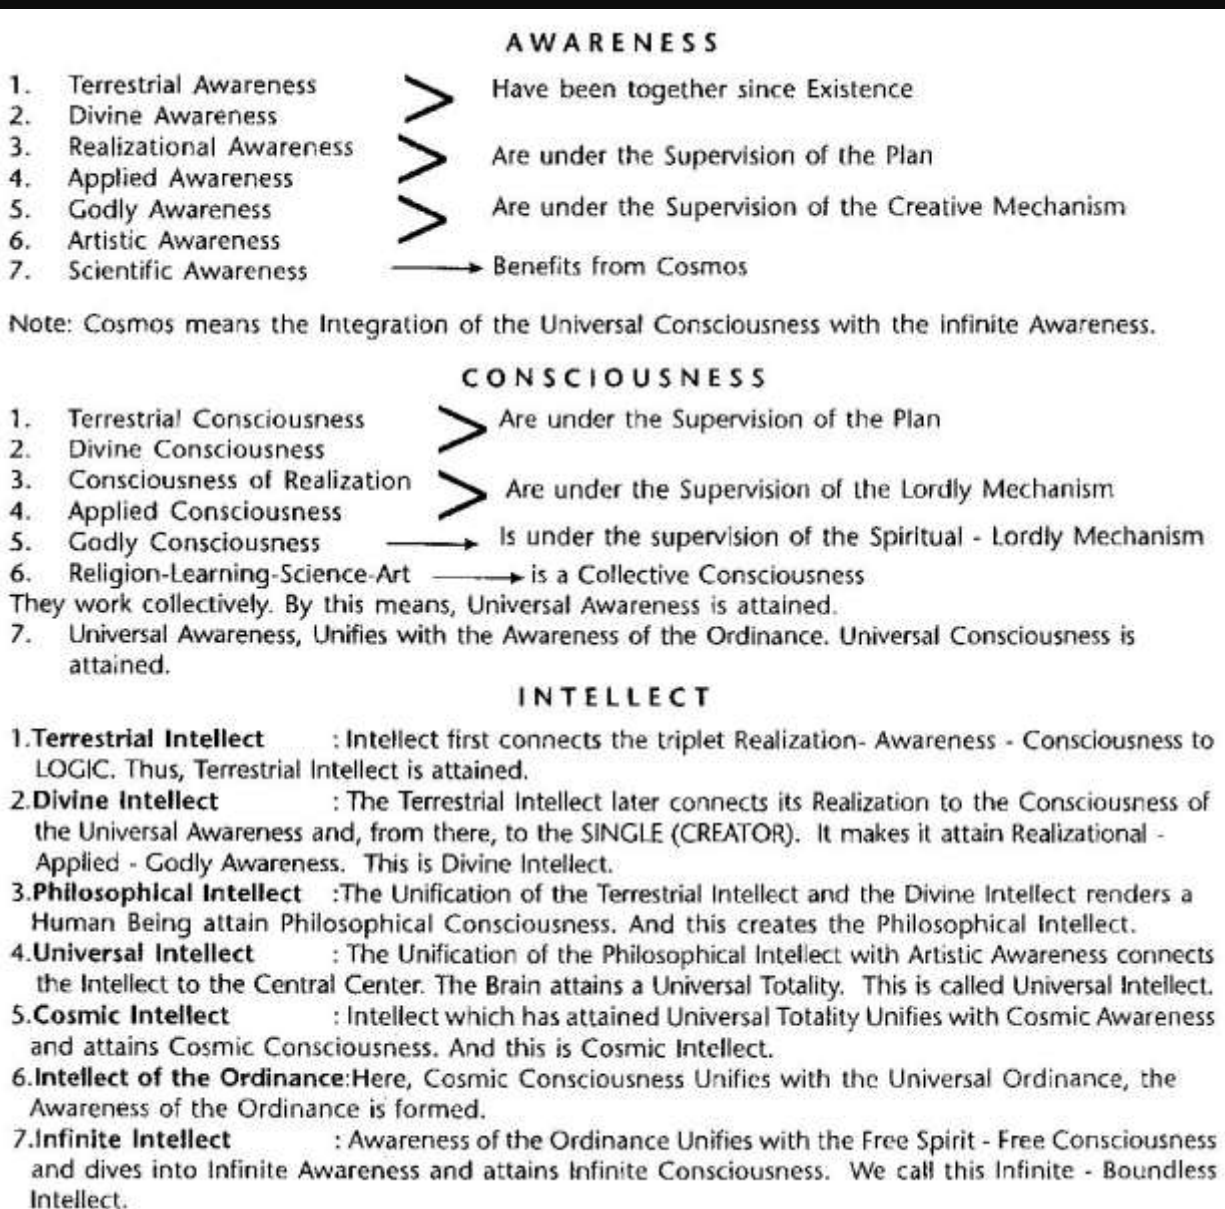 AWARENESS
1. Terrestrial Awareness
Have been together since Existence
2. Divine Awareness
3. Realizational Awareness
Are under the Supervision of the Plan
4. Applied Awareness
5. Godly Awareness
Are under the Supervision of the Creative Mechanism
6. Artistic Awareness
7. Scientific Awareness → Benefits from Cosmos
Note: Cosmos means the Integration of the Universal Consciousness with the infinite Awareness.
CONSCIOUSNESS
1. Terrestrial Consciousness
Are under the Supervision of the Plan
2. Divine Consciousness
3. Consciousness of Realization
Are under the Supervision of the Lordly Mechanism
4. Applied Consciousness
5. Godly Consciousness → Is under the supervision of the Spiritual - Lordly Mechanism
6. Religion-Learning-Science-Art → is a Collective Consciousness
They work collectively. By this means, Universal Awareness is attained.
7. Universal Awareness, Unifies with the Awareness of the Ordinance. Universal Consciousness is
attained.
INTELLECT
1.Terrestrial Intellect : Intellect first connects the triplet Realization- Awareness - Consciousness to
LOGIC. Thus, Terrestrial Intellect is attained.
2.Divine Intellect : The Terrestrial Intellect later connects its Realization to the Consciousness of
the Universal Awareness and, from there, to the SINGLE (CREATOR). It makes it attain Realizational -
Applied - Godly Awareness. This is Divine Intellect.
3.Philosophical Intellect :The Unification of the Terrestrial Intellect and the Divine Intellect renders a
Human Being attain Philosophical Consciousness. And this creates the Philosophical Intellect.
4.Universal Intellect : The Unification of the Philosophical Intellect with Artistic Awareness connects
the Intellect to the Central Center. The Brain attains a Universal Totality. This is called Universal Intellect.
5.Cosmic Intellect : Intellect which has attained Universal Totality Unifies with Cosmic Awareness
and attains Cosmic Consciousness. And this is Cosmic Intellect.
6.Intellect of the Ordinance:Here, Cosmic Consciousness Unifies with the Universal Ordinance, the
Awareness of the Ordinance is formed.
7.Infinite Intellect : Awareness of the Ordinance Unifies with the Free Spirit - Free Consciousness
and dives into Infinite Awareness and attains Infinite Consciousness. We call this Infinite - Boundless
Intellect.